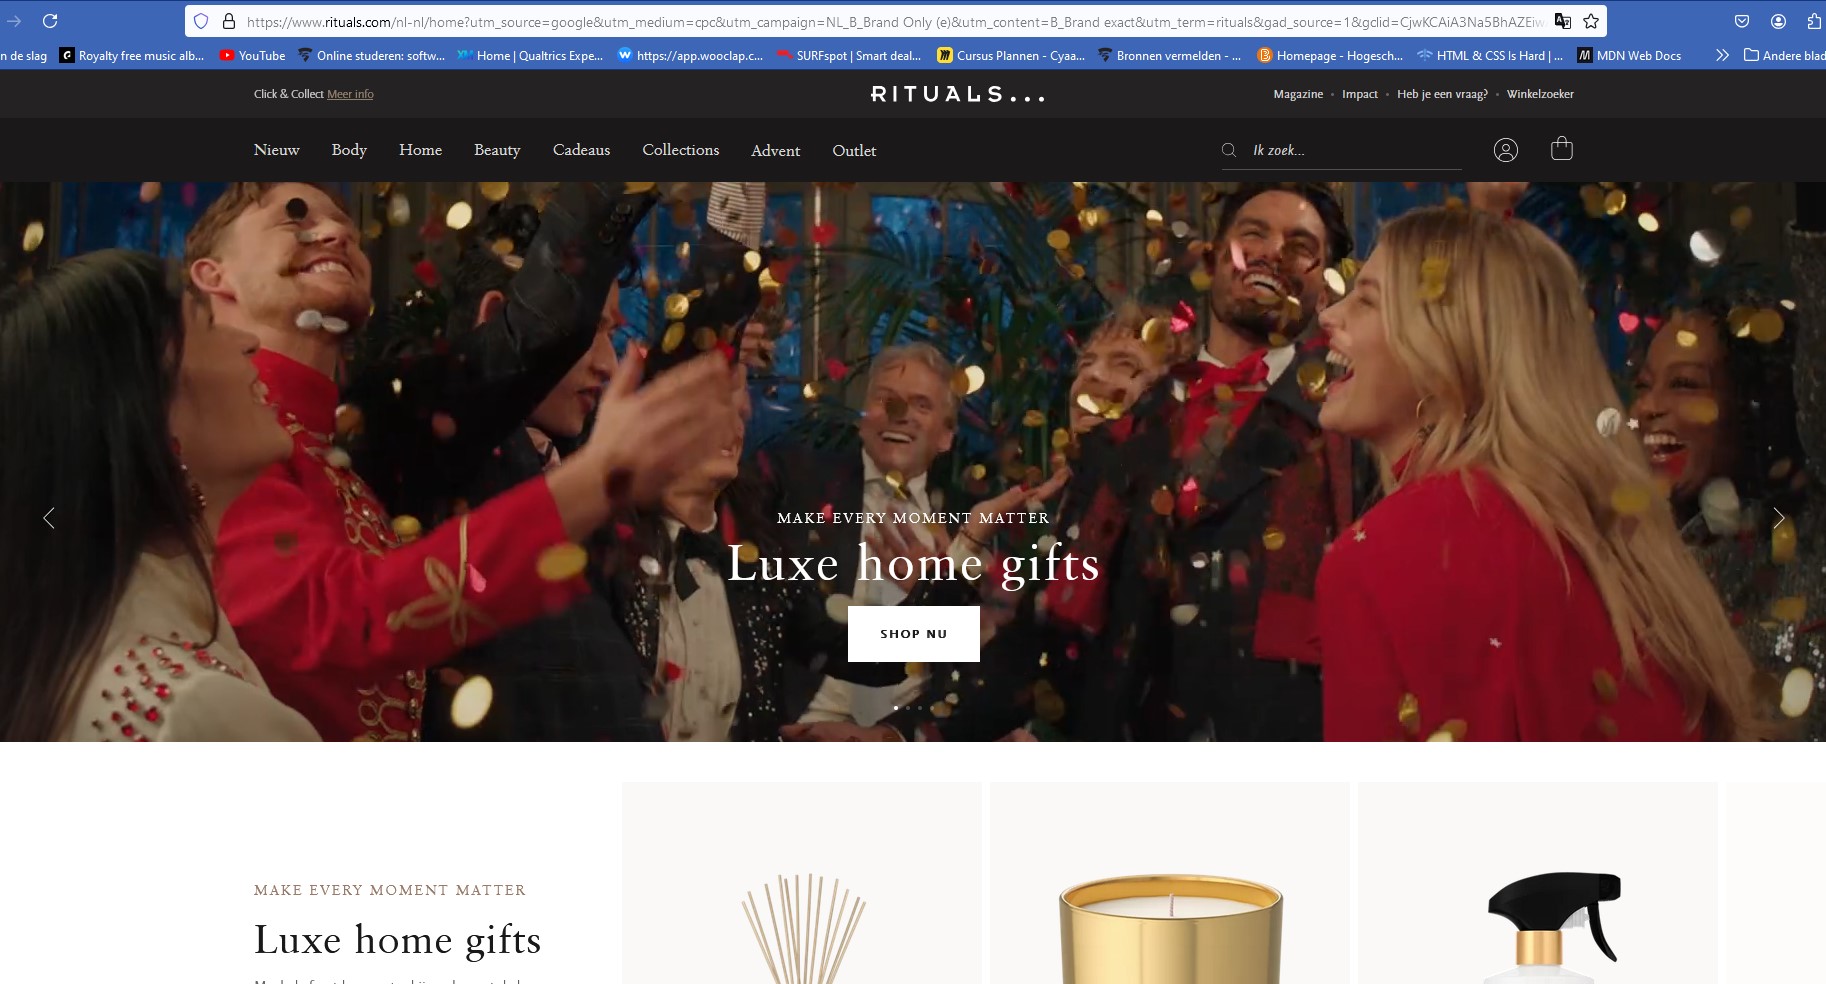 https://www.rituals.com/nl-nl/home?utm_source=google&utm_medium=cpc&utm_campaign=NL_B_Brand Only (e)&utm_content=B_Brand exact&utm_term=rituals&gad_source=1&gclid=CjwKCAiA3Na5BhAZEiw
n de slag
Royalty free music alb...
YouTube
Online studeren: softw...
Home | Qualtrics Expe...
https://app.wooclap.c...
SURFspot | Smart deal...
Cursus Plannen - Cyaa...
Bronnen vermelden - ...
Homepage - Hogesch...
HTML & CSS Is Hard | ...
MDN Web Docs
Andere blad
Click & Collect Meer info
RITUALS...
Magazine • Impact • Heb je een vraag? • Winkelzoeker
Nieuw
Body
Home
Beauty
Cadeaus
Collections
Advent
Outlet
Ik zoek...
MAKE EVERY MOMENT MATTER
Luxe home gifts
SHOP NU
MAKE EVERY MOMENT MATTER
Luxe home gifts